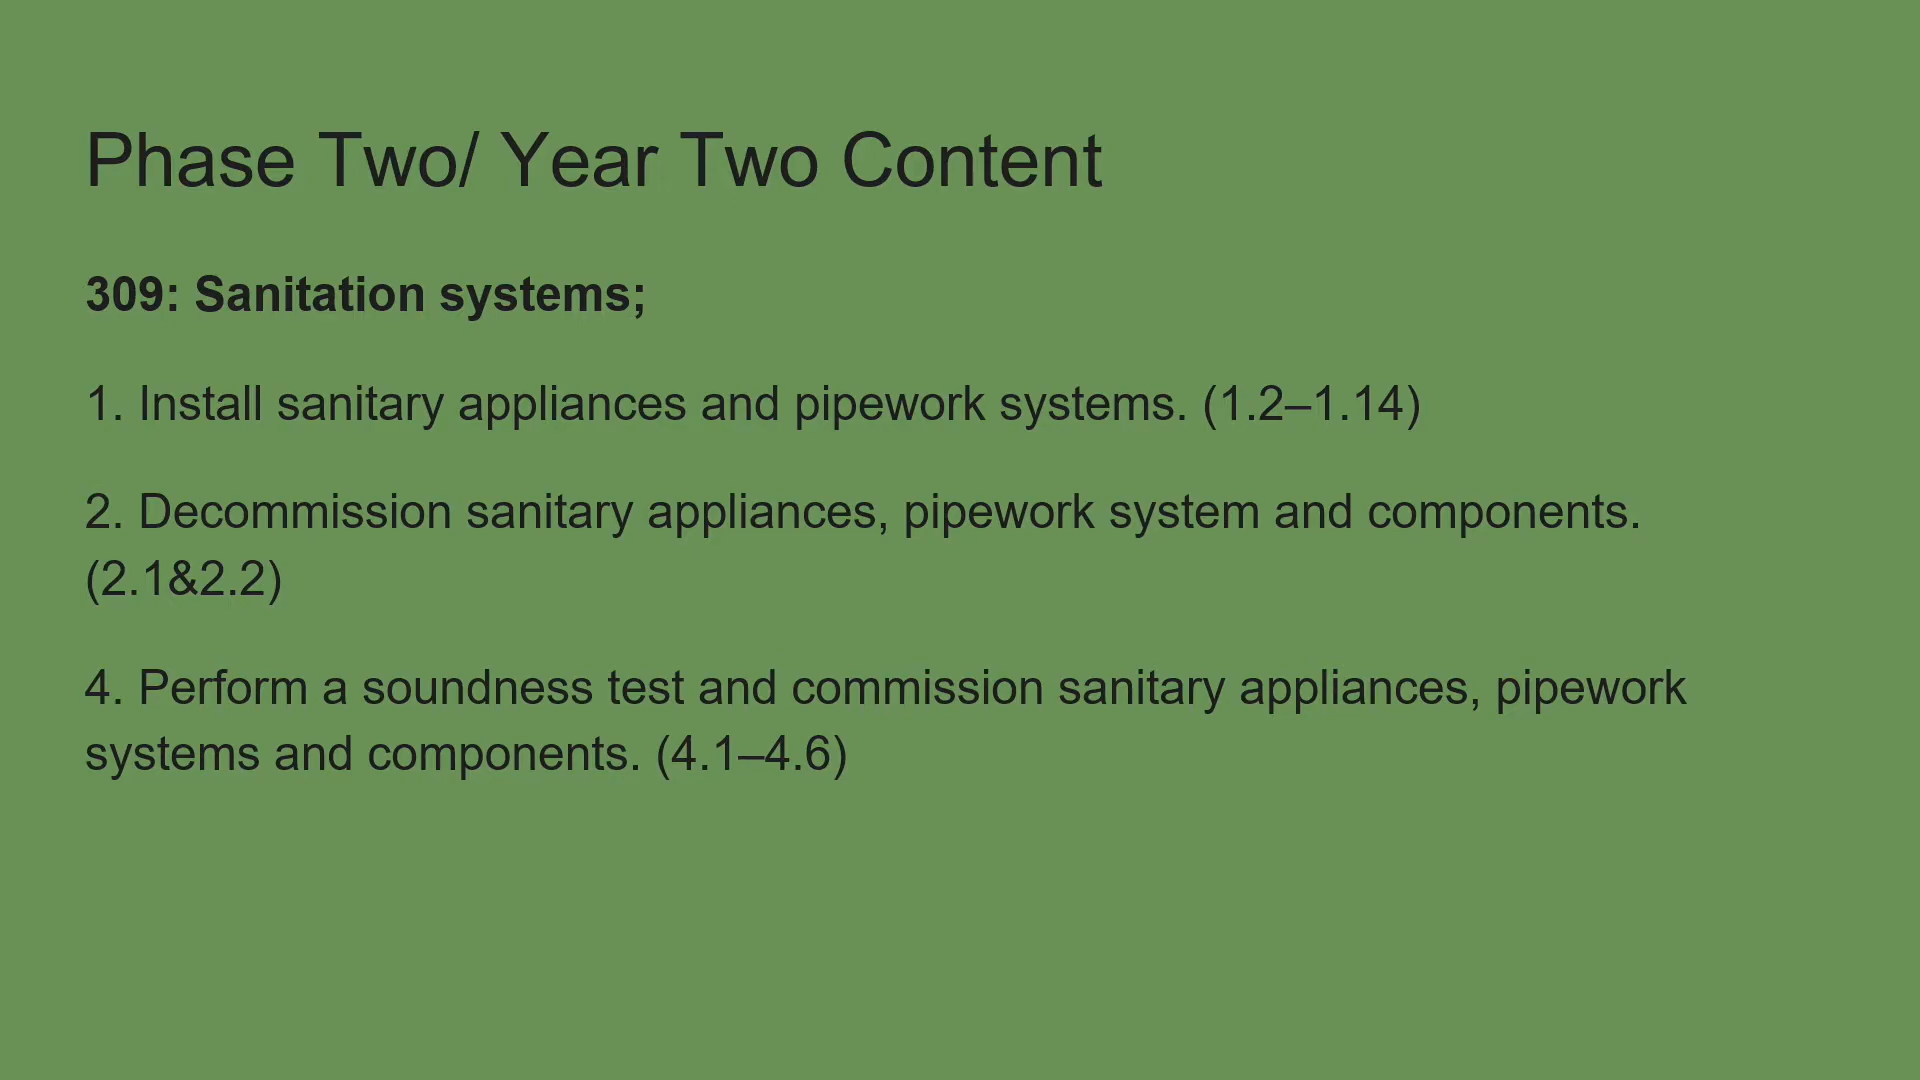 Phase Two/ Year Two Content
309: Sanitation systems;
1. Install sanitary appliances and pipework systems. (1.2–1.14)
2. Decommission sanitary appliances, pipework system and components.
(2.1&2.2)
4. Perform a soundness test and commission sanitary appliances, pipework
systems and components. (4.1–4.6)